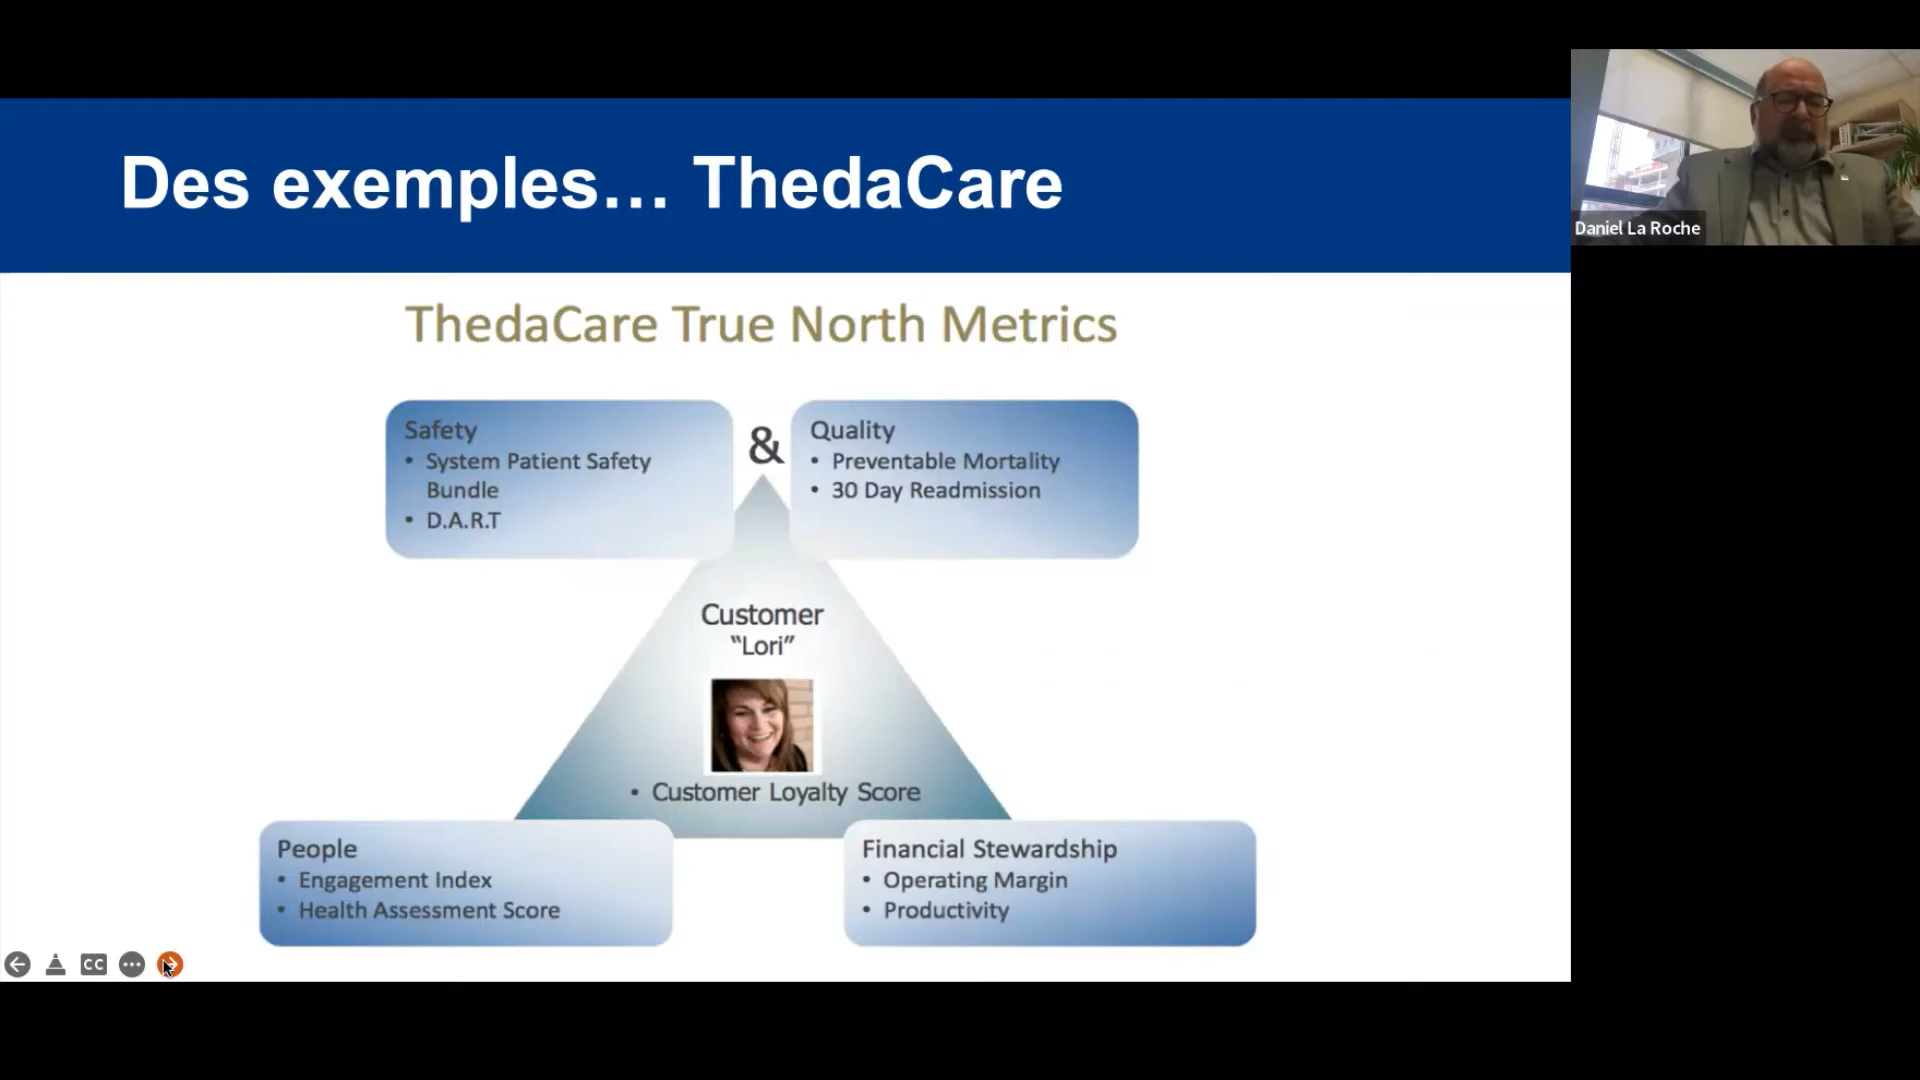 Des exemples… ThedaCare
Daniel La Roche
ThedaCare True North Metrics
Safety
• System Patient Safety
Bundle
• D.A.R.T
&
Quality
• Preventable Mortality
• 30 Day Readmission
Customer
“Lori”
• Customer Loyalty Score
People
• Engagement Index
• Health Assessment Score
Financial Stewardship
• Operating Margin
• Productivity
CC